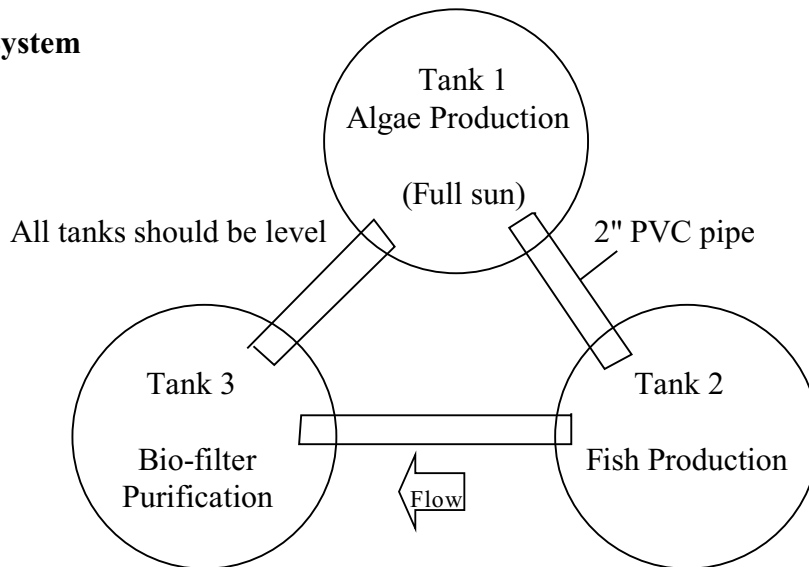 ystem
Tank 1
Algae Production
(Full sun)
All tanks should be level
2" PVC pipe
Tank 3
Bio-filter
Purification
Tank 2
Fish Production
Flow